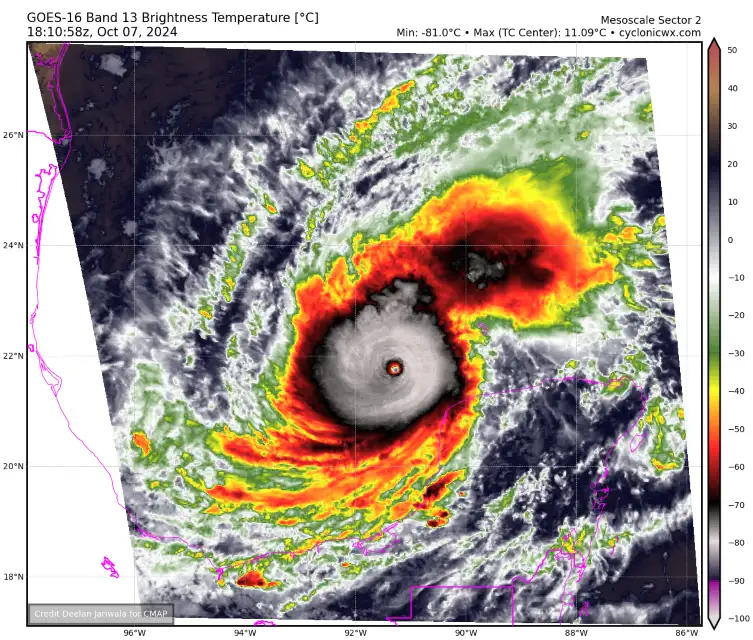 GOES-16 Band 13 Brightness Temperature [°C]
Mesoscale Sector 2
18:10:58z, Oct 07, 2024
Min: -81.0°C • Max (TC Center): 11.09°C • cyclonicwx.com
50
40
30
20
10
0
−10
−20
−30
−40
−50
−60
−70
−80
−90
−100
26°N
24°N
22°N
20°N
18°N
Credit Deelan Jariwala for CMAP
96°W
94°W
92°W
90°W
88°W
86°W